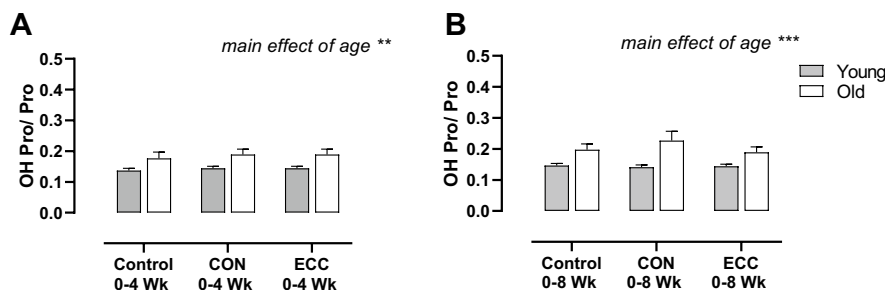 A
main effect of age **
OH Pro/ Pro
0.5
0.4
0.3
0.2
0.1
0.0
Control CON ECC
0-4 Wk 0-4 Wk 0-4 Wk
B
main effect of age ***
OH Pro/ Pro
0.5
0.4
0.3
0.2
0.1
0.0
Control CON ECC
0-8 Wk 0-8 Wk 0-8 Wk
Young
Old